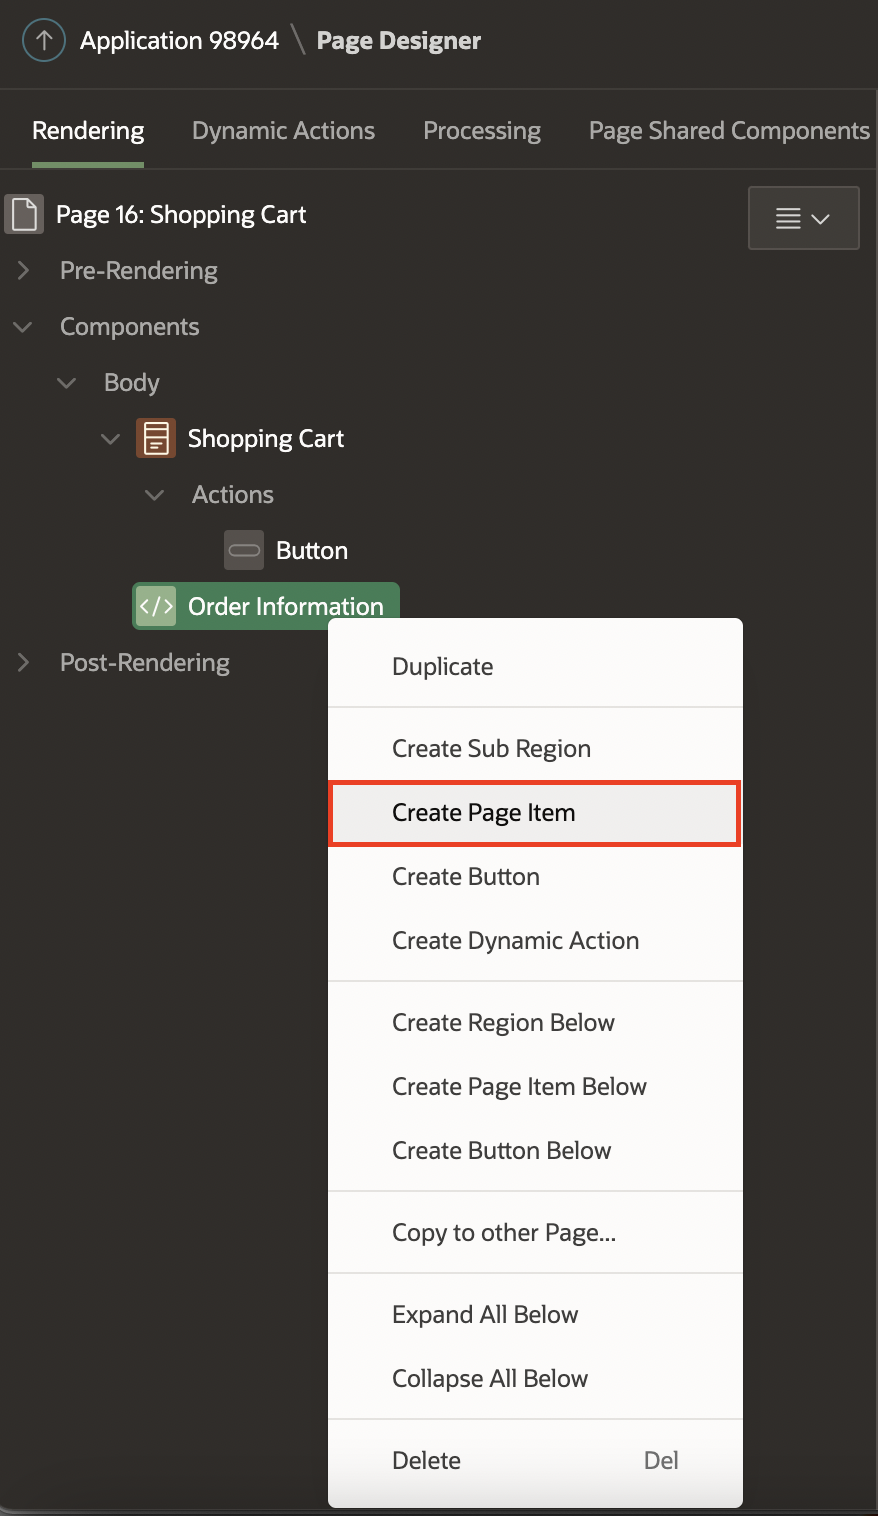 Application 98964 \ Page Designer
Rendering Dynamic Actions Processing Page Shared Components
Page 16: Shopping Cart
Pre-Rendering
Components
Body
Shopping Cart
Actions
Button
</> Order Information
Post-Rendering
Duplicate
Create Sub Region
Create Page Item
Create Button
Create Dynamic Action
Create Region Below
Create Page Item Below
Create Button Below
Copy to other Page...
Expand All Below
Collapse All Below
Delete Del